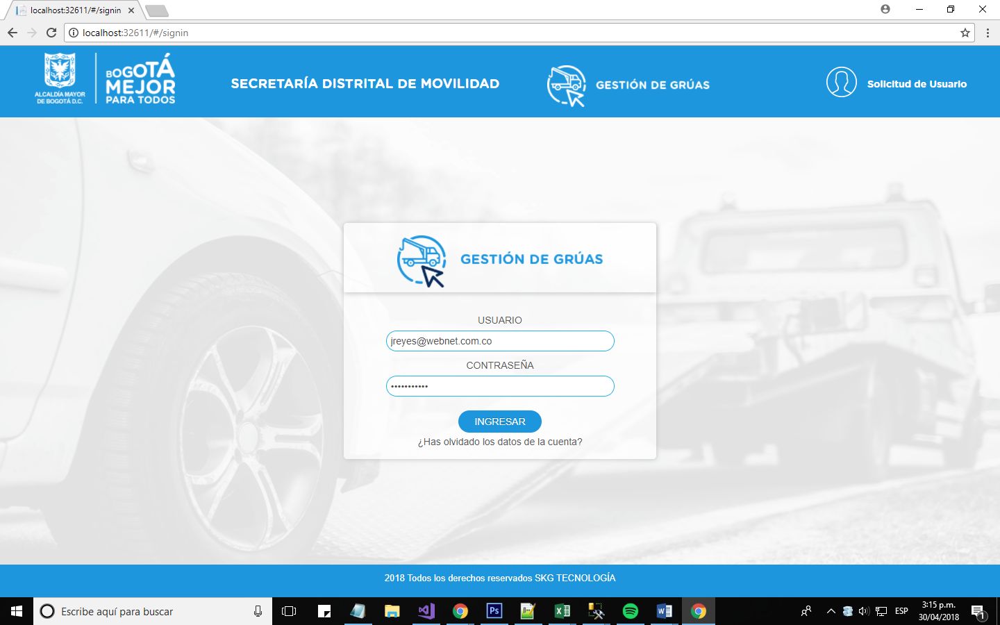 localhost:32611/#/signin
localhost:32611/#/signin
ALCALDÍA MAYOR
DE BOGOTÁ D.C.
BOGOTÁ
MEJOR
PARA TODOS
SECRETARÍA DISTRITAL DE MOVILIDAD
GESTIÓN DE GRÚAS
Solicitud de Usuario
GESTIÓN DE GRÚAS
USUARIO
jreyes@webnet.com.co
CONTRASEÑA
•••••••••••
INGRESAR
¿Has olvidado los datos de la cuenta?
2018 Todos los derechos reservados SKG TECNOLOGÍA
Escribe aquí para buscar
Ps
ESP
3:15 p.m.
30/04/2018
1